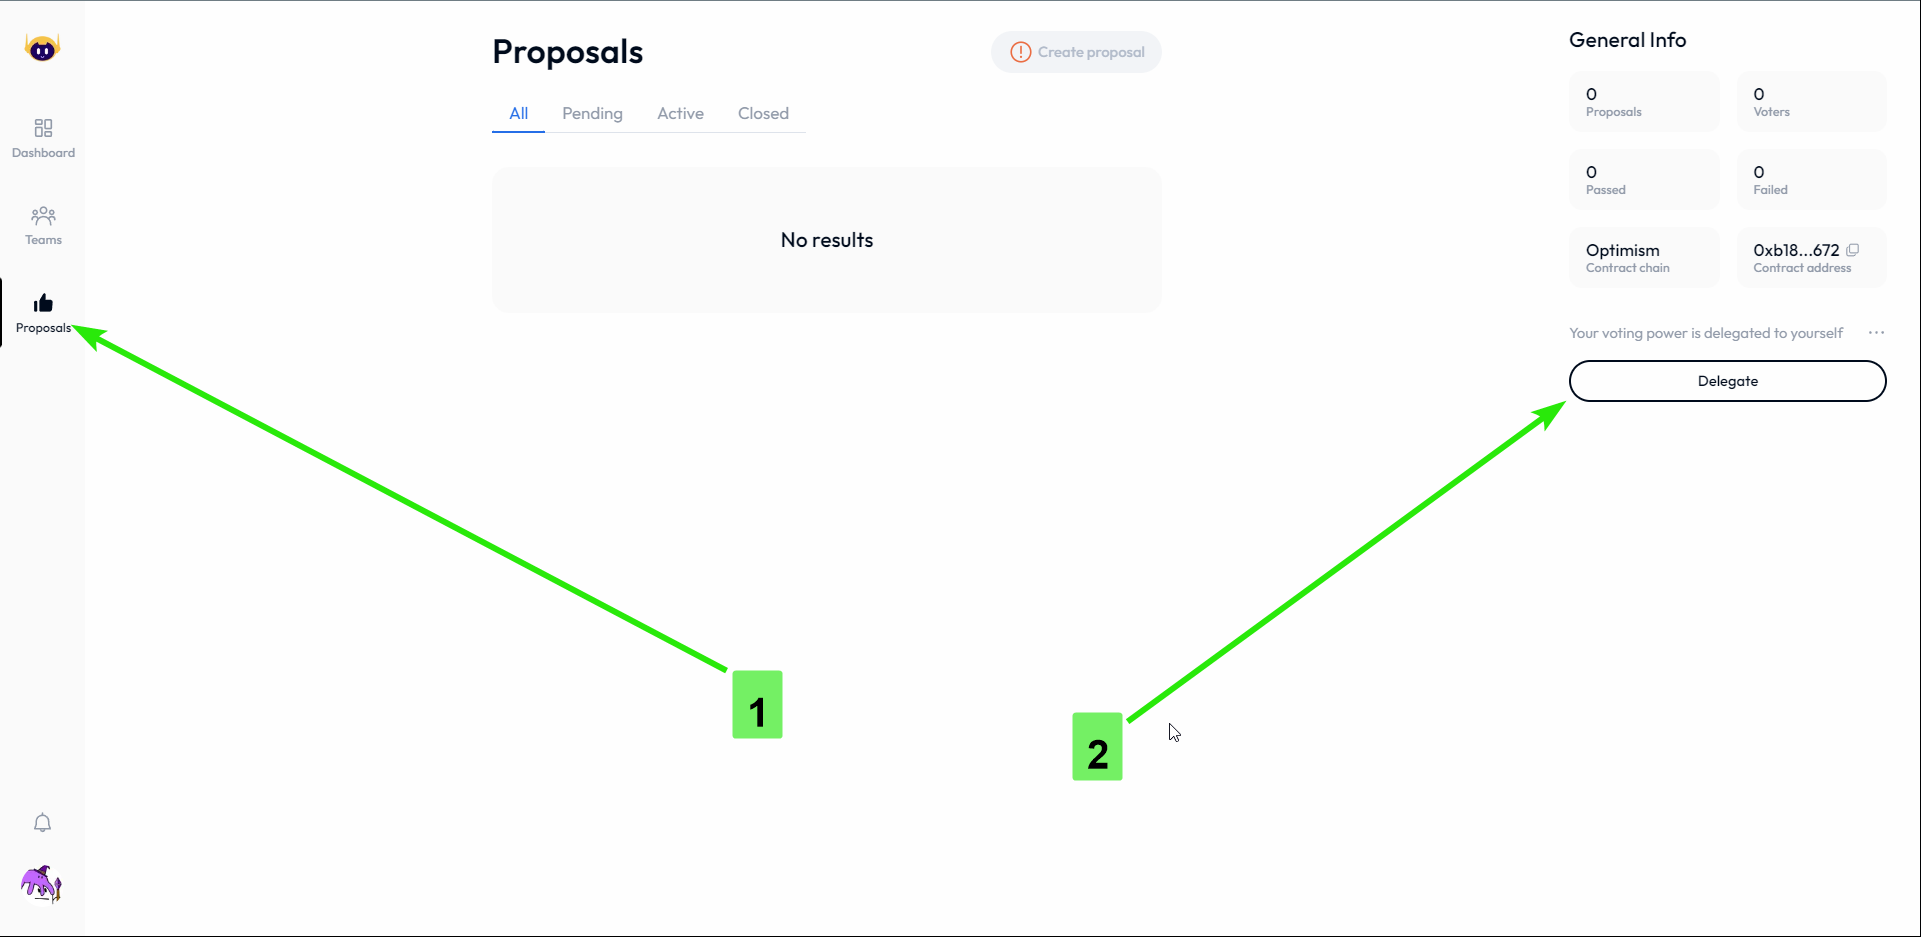 Dashboard
Teams
Proposals
Proposals
Create proposal
All Pending Active Closed
No results
General Info
0
Proposals
0
Voters
0
Passed
0
Failed
Optimism
Contract chain
0xb18...672
Contract address
Your voting power is delegated to yourself ...
Delegate
1
2